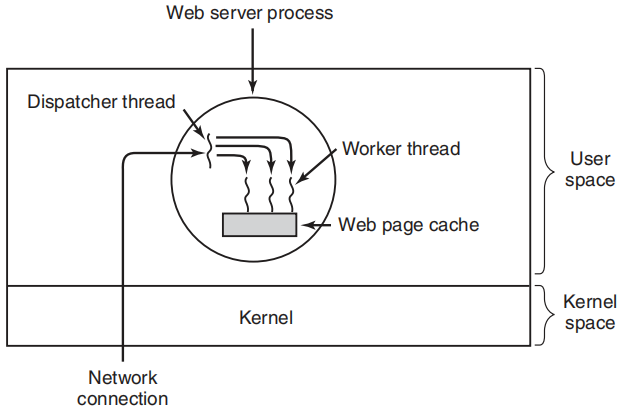 Web server process
Dispatcher thread
Worker thread
User
space
Web page cache
Kernel
Kernel
space
Network
connection